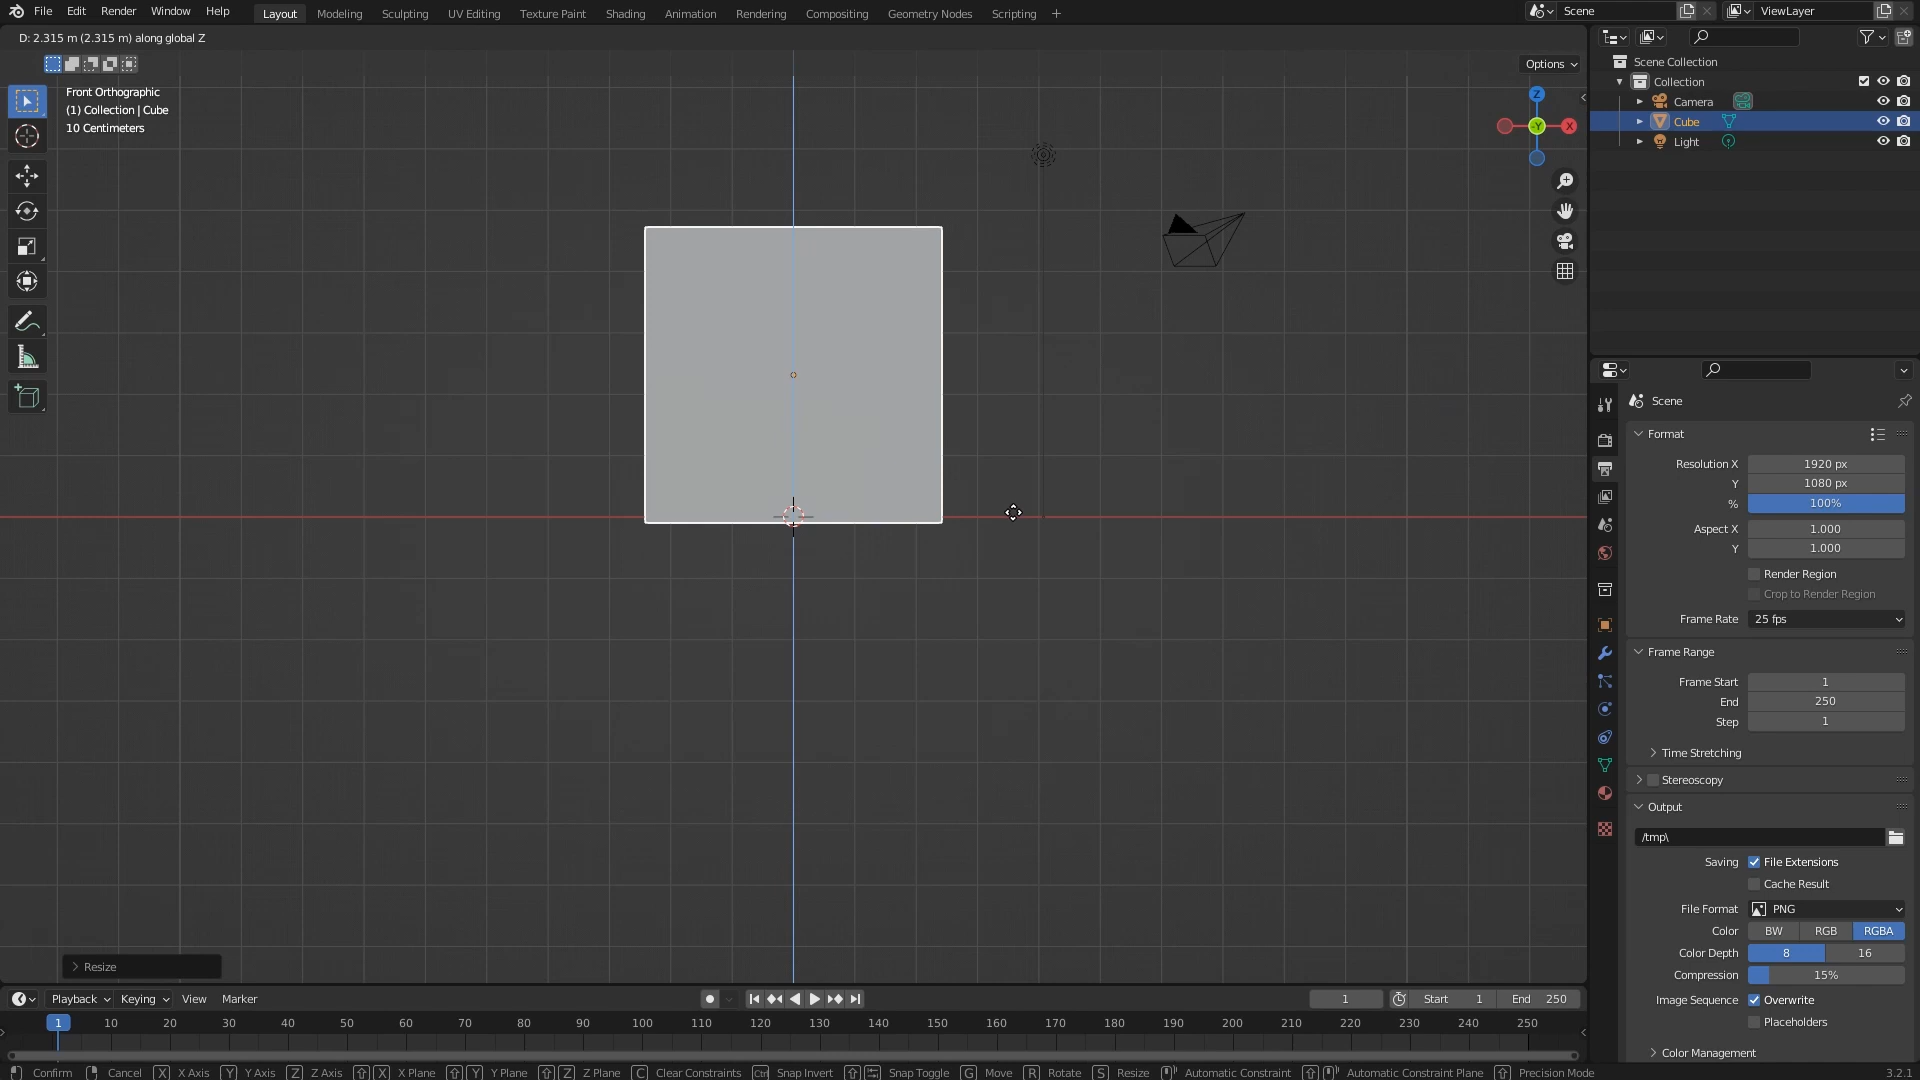 File Edit Render Window Help Layout Modeling Sculpting UV Editing Texture Paint Shading Animation Rendering Compositing Geometry Nodes Scripting + Scene ViewLayer
D: 2.315 m (2.315 m) along global Z
Options
Front Orthographic
(1) Collection | Cube
10 Centimeters
Z
-Y
X
Scene Collection
Collection
Camera
Cube
Light
Scene
Format
Resolution X 1920 px
Y 1080 px
% 100%
Aspect X 1.000
Y 1.000
Render Region
Crop to Render Region
Frame Rate 25 fps
Frame Range
Frame Start 1
End 250
Step 1
Time Stretching
Stereoscopy
Output
/tmp\
Saving File Extensions
Cache Result
File Format PNG
Color BW RGB RGBA
Color Depth 8 16
Compression 15%
Image Sequence Overwrite
Placeholders
Color Management
Resize
Playback Keying View Marker 1 Start 1 End 250
1 10 20 30 40 50 60 70 80 90 100 110 120 130 140 150 160 170 180 190 200 210 220 230 240 250
Confirm Cancel X X Axis Y Y Axis Z Z Axis X X Plane Y Y Plane Z Z Plane C Clear Constraints Ctrl Snap Invert Snap Toggle G Move R Rotate S Resize Automatic Constraint Automatic Constraint Plane Precision Mode 3.2.1